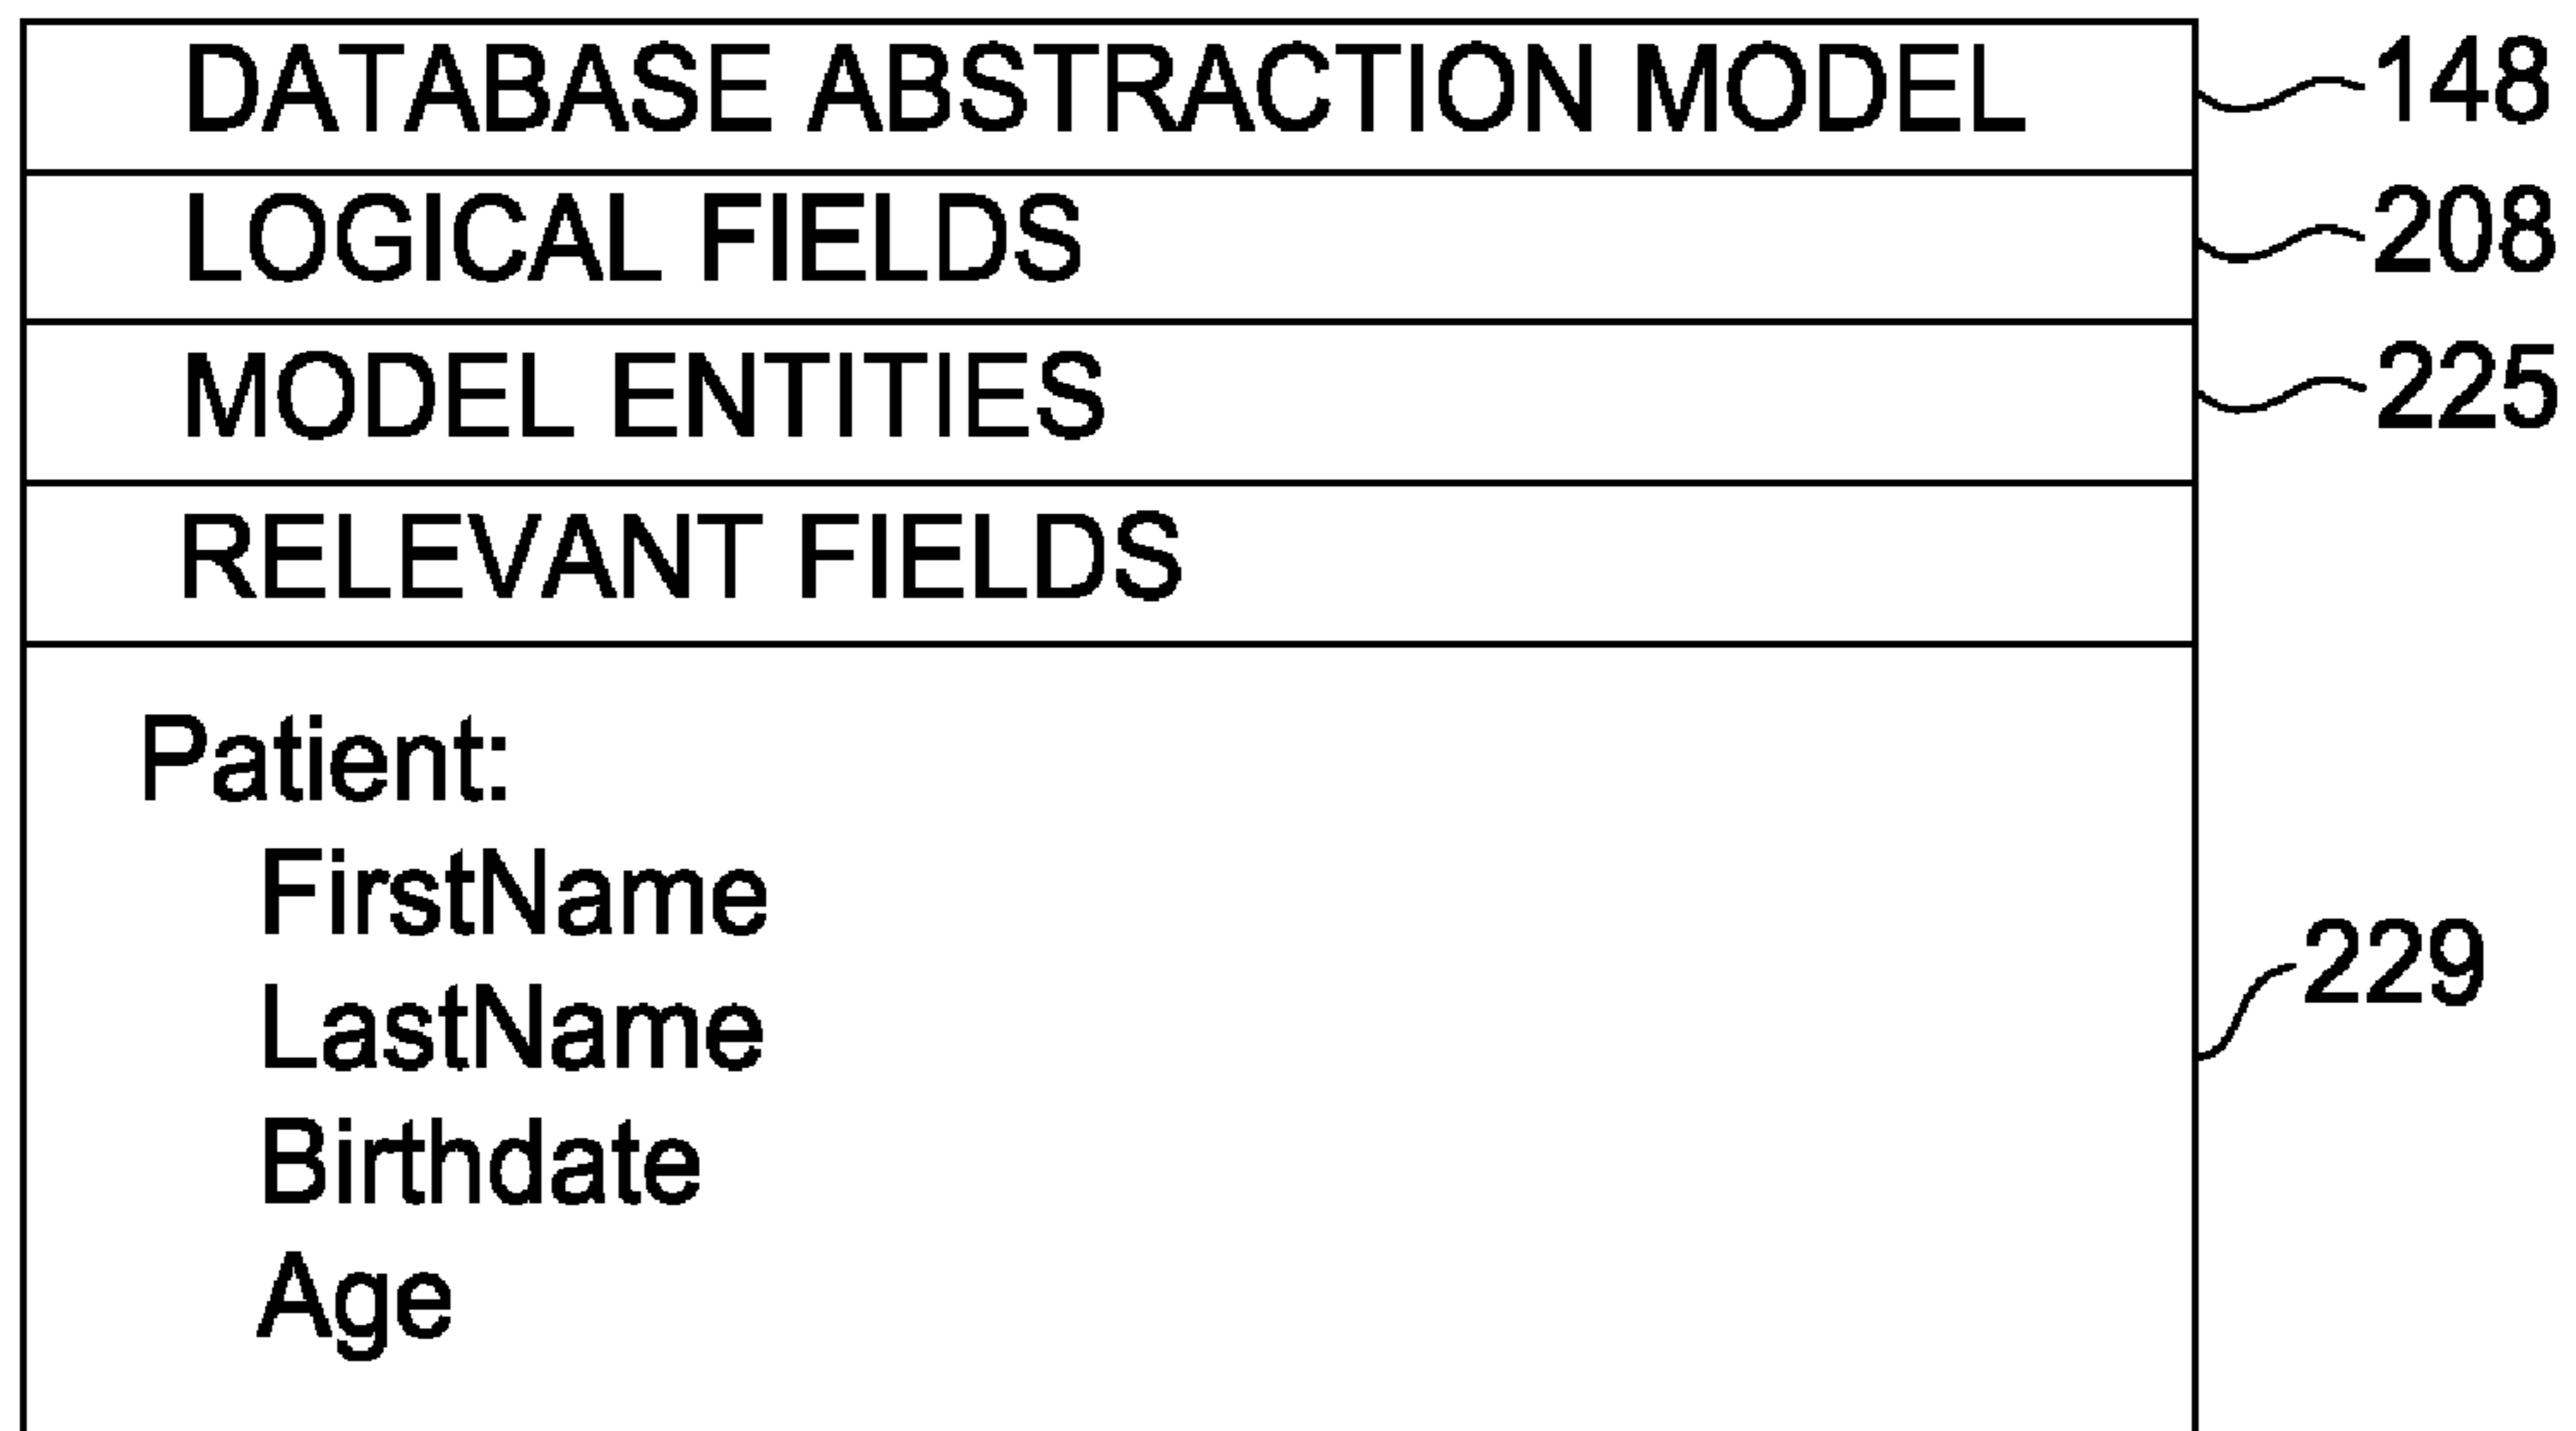 DATABASE ABSTRACTION MODEL 148
LOGICAL FIELDS 208
MODEL ENTITIES 225
RELEVANT FIELDS
Patient:
FirstName
LastName
229
Birthdate
Age